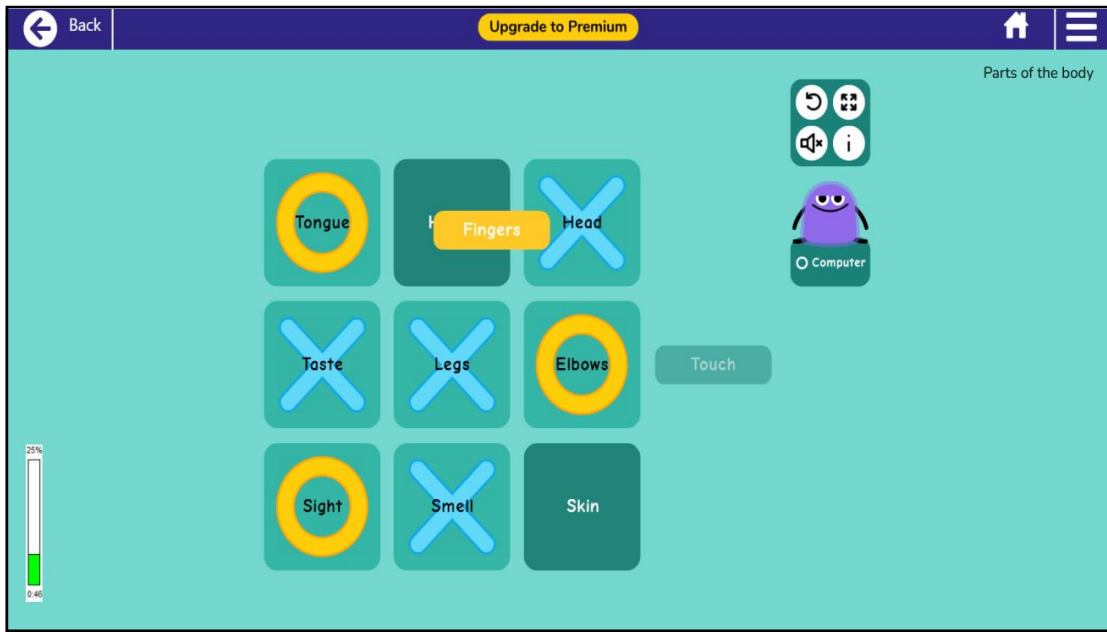 Back
Upgrade to Premium
Parts of the body
Tongue
Fingers
Head
Computer
Taste
Legs
Elbows
Touch
25%
Sight
Smell
Skin
0:46